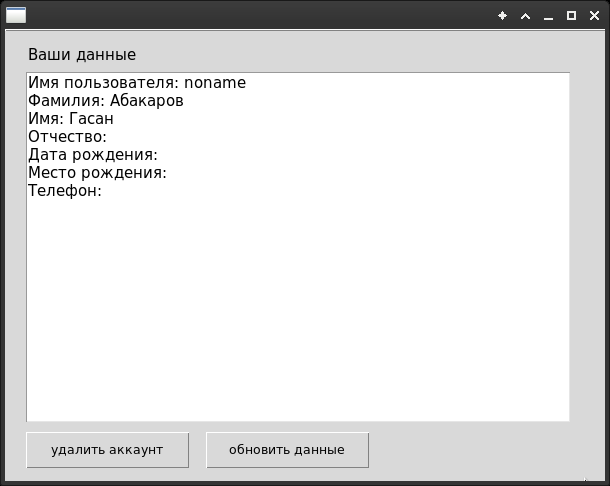 Ваши данные
Имя пользователя: noname
Фамилия: Абакаров
Имя: Гасан
Отчество:
Дата рождения:
Место рождения:
Телефон:
удалить аккаунт
обновить данные